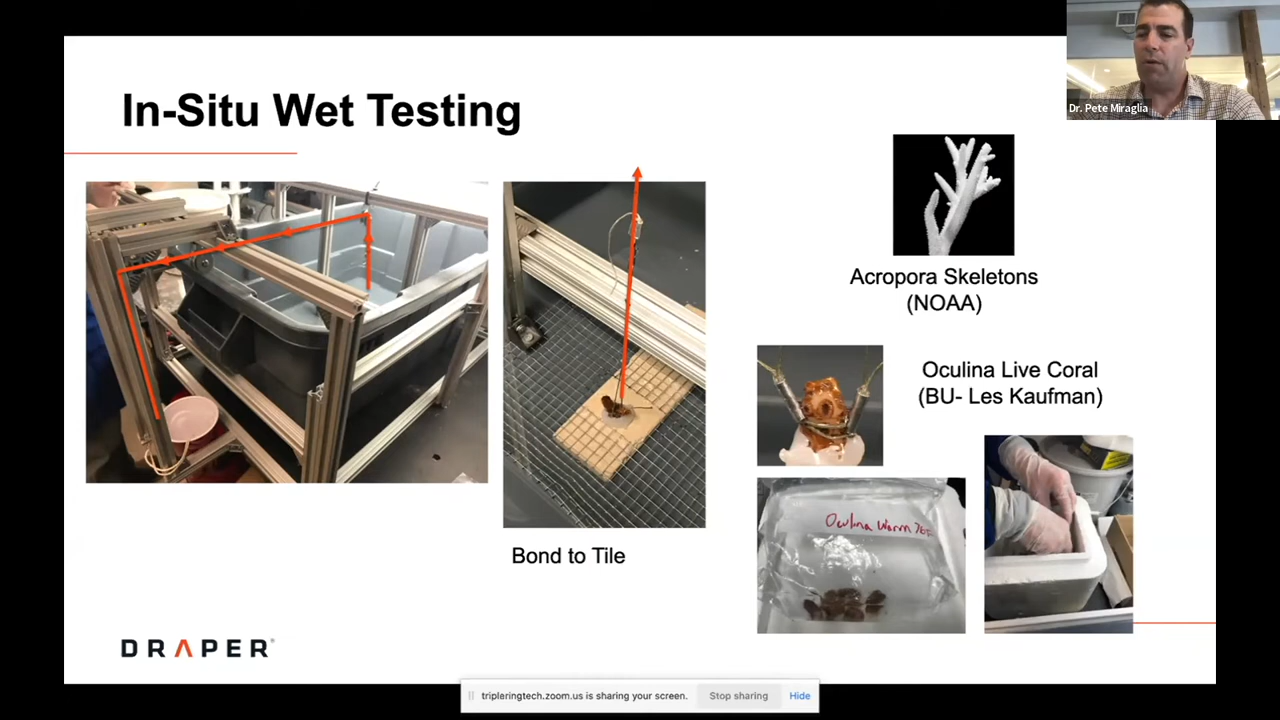 Dr. Pete Miraglia
In-Situ Wet Testing
Acropora Skeletons
(NOAA)
Oculina Live Coral
(BU- Les Kaufman)
Oculina Warm
Bond to Tile
DRAPER
tripleringtech.zoom.us is sharing your screen.
Stop sharing
Hide